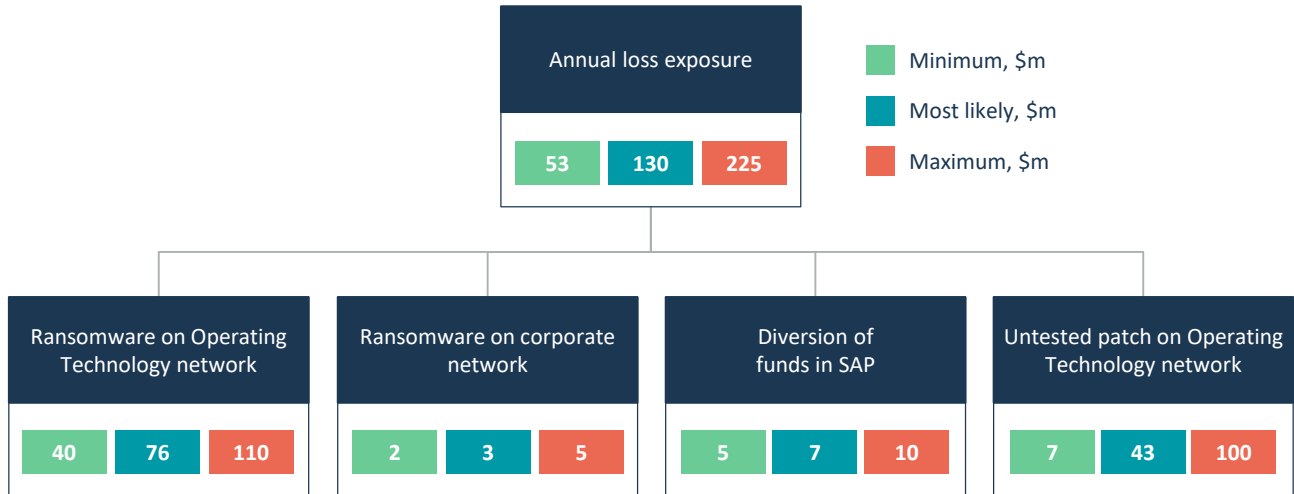 Annual loss exposure
53 130 225
Minimum, $m
Most likely, $m
Maximum, $m
Ransomware on Operating
Technology network
40 76 110
Ransomware on corporate
network
2 3 5
Diversion of
funds in SAP
5 7 10
Untested patch on Operating
Technology network
7 43 100